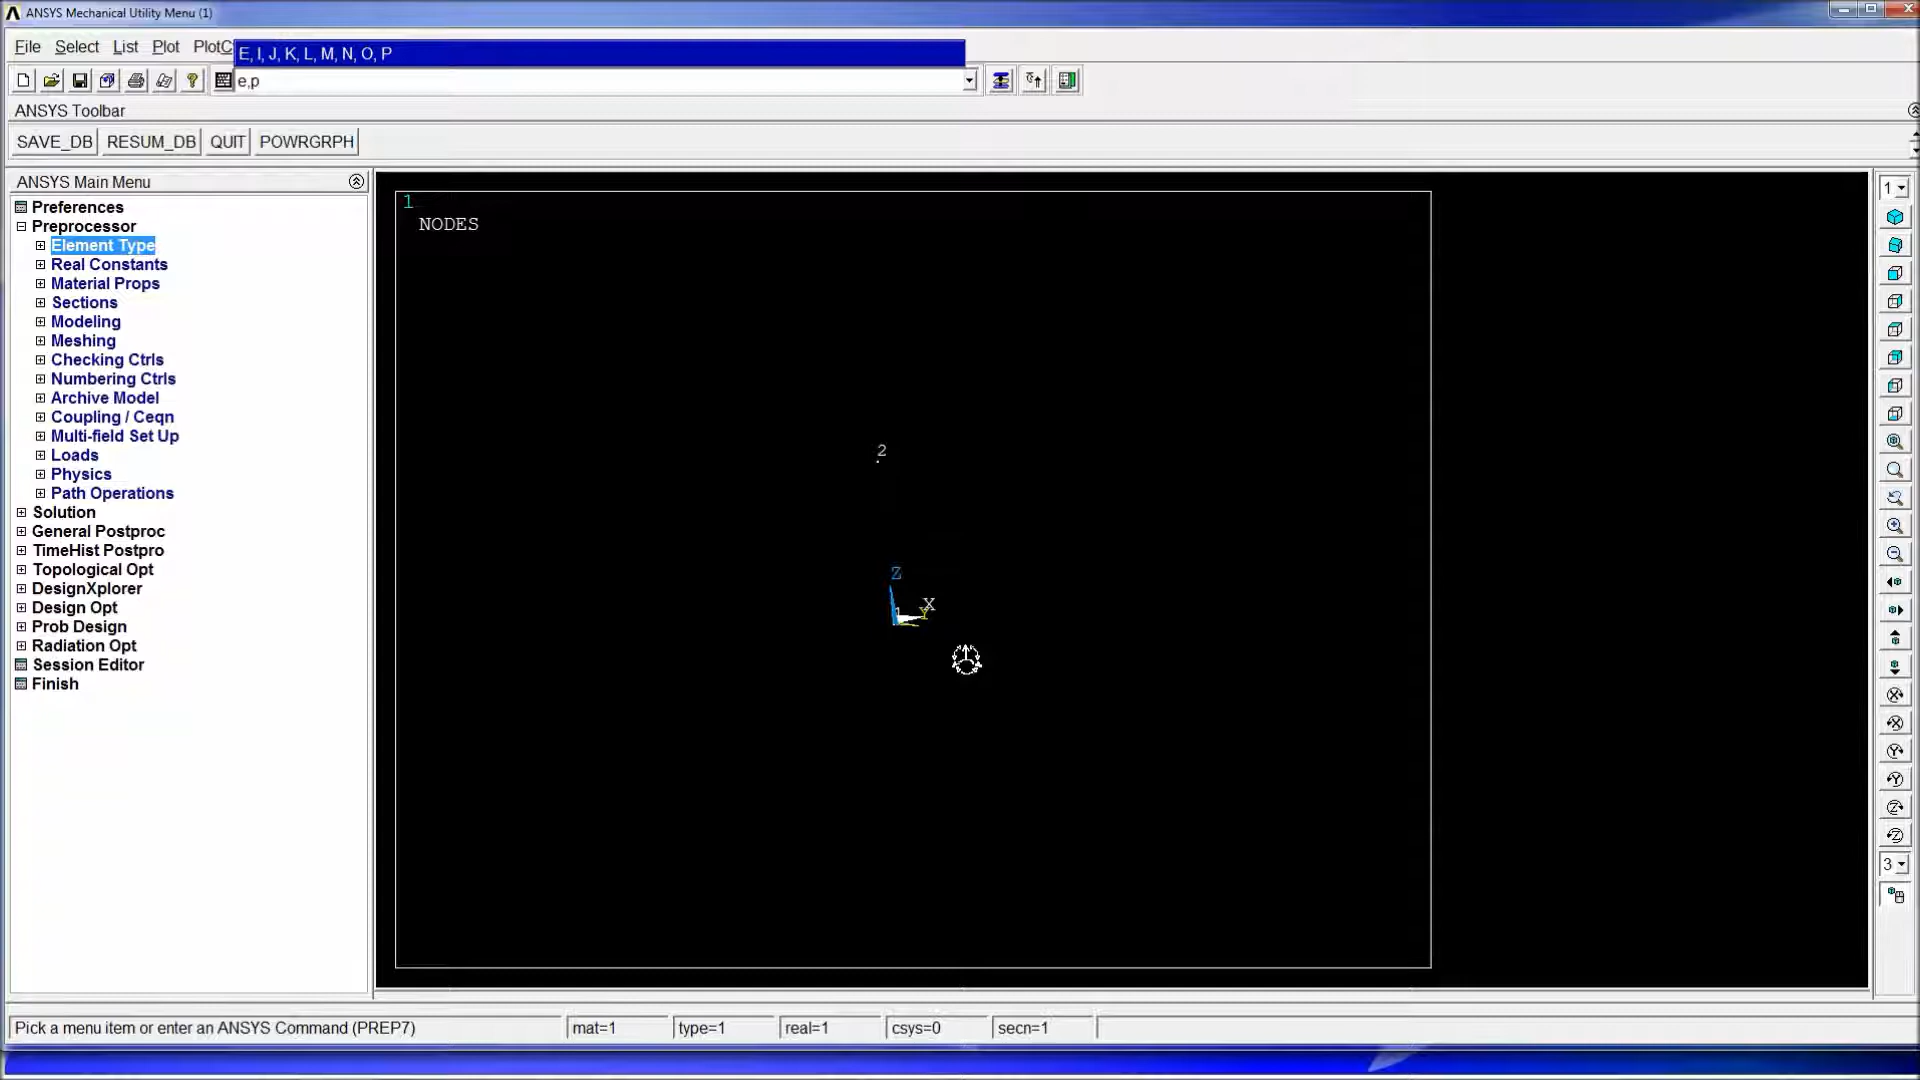 ANSYS Mechanical Utility Menu (1)
File Select List Plot PlotC
E, I, J, K, L, M, N, O, P
e,p
ANSYS Toolbar
SAVE_DB RESUM_DB QUIT POWRGRPH
ANSYS Main Menu
Preferences
Preprocessor
Element Type
Real Constants
Material Props
Sections
Modeling
Meshing
Checking Ctrls
Numbering Ctrls
Archive Model
Coupling / Ceqn
Multi-field Set Up
Loads
Physics
Path Operations
Solution
General Postproc
TimeHist Postpro
Topological Opt
DesignXplorer
Design Opt
Prob Design
Radiation Opt
Session Editor
Finish
1
NODES
2
Z
X
Y
1
3
Pick a menu item or enter an ANSYS Command (PREP7) mat=1 type=1 real=1 csys=0 secn=1